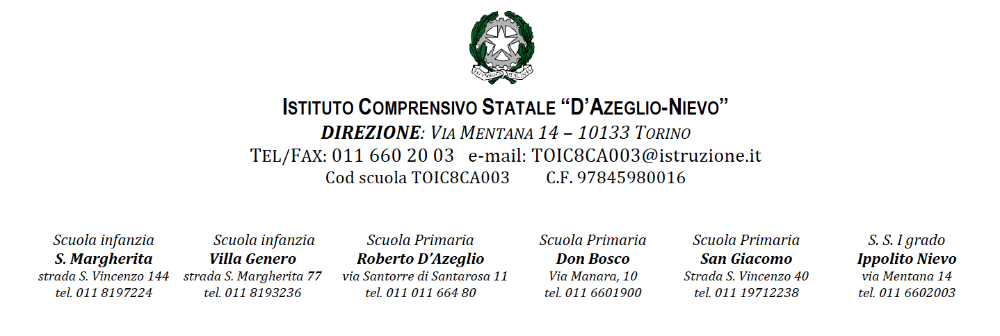 REPVBBLICA ITALIANA
ISTITUTO COMPRENSIVO STATALE “D’AZEGLIO-NIEVO”
DIREZIONE: VIA MENTANA 14 – 10133 TORINO
TEL/FAX: 011 660 20 03 e-mail: TOIC8CA003@istruzione.it
Cod scuola TOIC8CA003 C.F. 97845980016
Scuola infanzia
S. Margherita
strada S. Vincenzo 144
tel. 011 8197224
Scuola infanzia
Villa Genero
strada S. Margherita 77
tel. 011 8193236
Scuola Primaria
Roberto D’Azeglio
via Santorre di Santarosa 11
tel. 011 011 664 80
Scuola Primaria
Don Bosco
Via Manara, 10
tel. 011 6601900
Scuola Primaria
San Giacomo
Strada S. Vincenzo 40
tel. 011 19712238
S. S. I grado
Ippolito Nievo
via Mentana 14
tel. 011 6602003